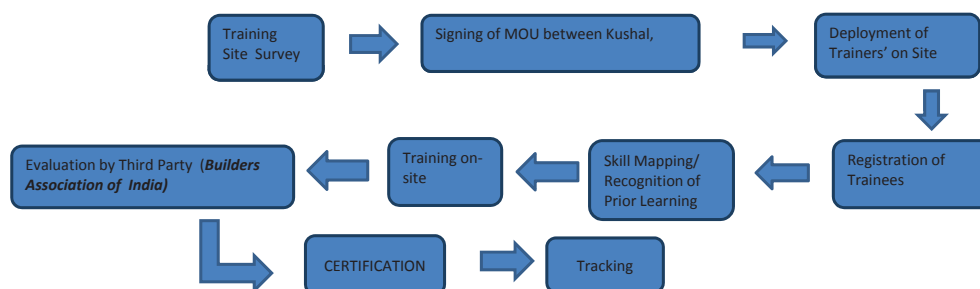 Training
Site Survey
Signing of MOU between Kushal,
Deployment of
Trainers’ on Site
Registration of
Trainees
Skill Mapping/
Recognition of
Prior Learning
Training on-
site
Evaluation by Third Party (Builders
Association of India)
CERTIFICATION
Tracking